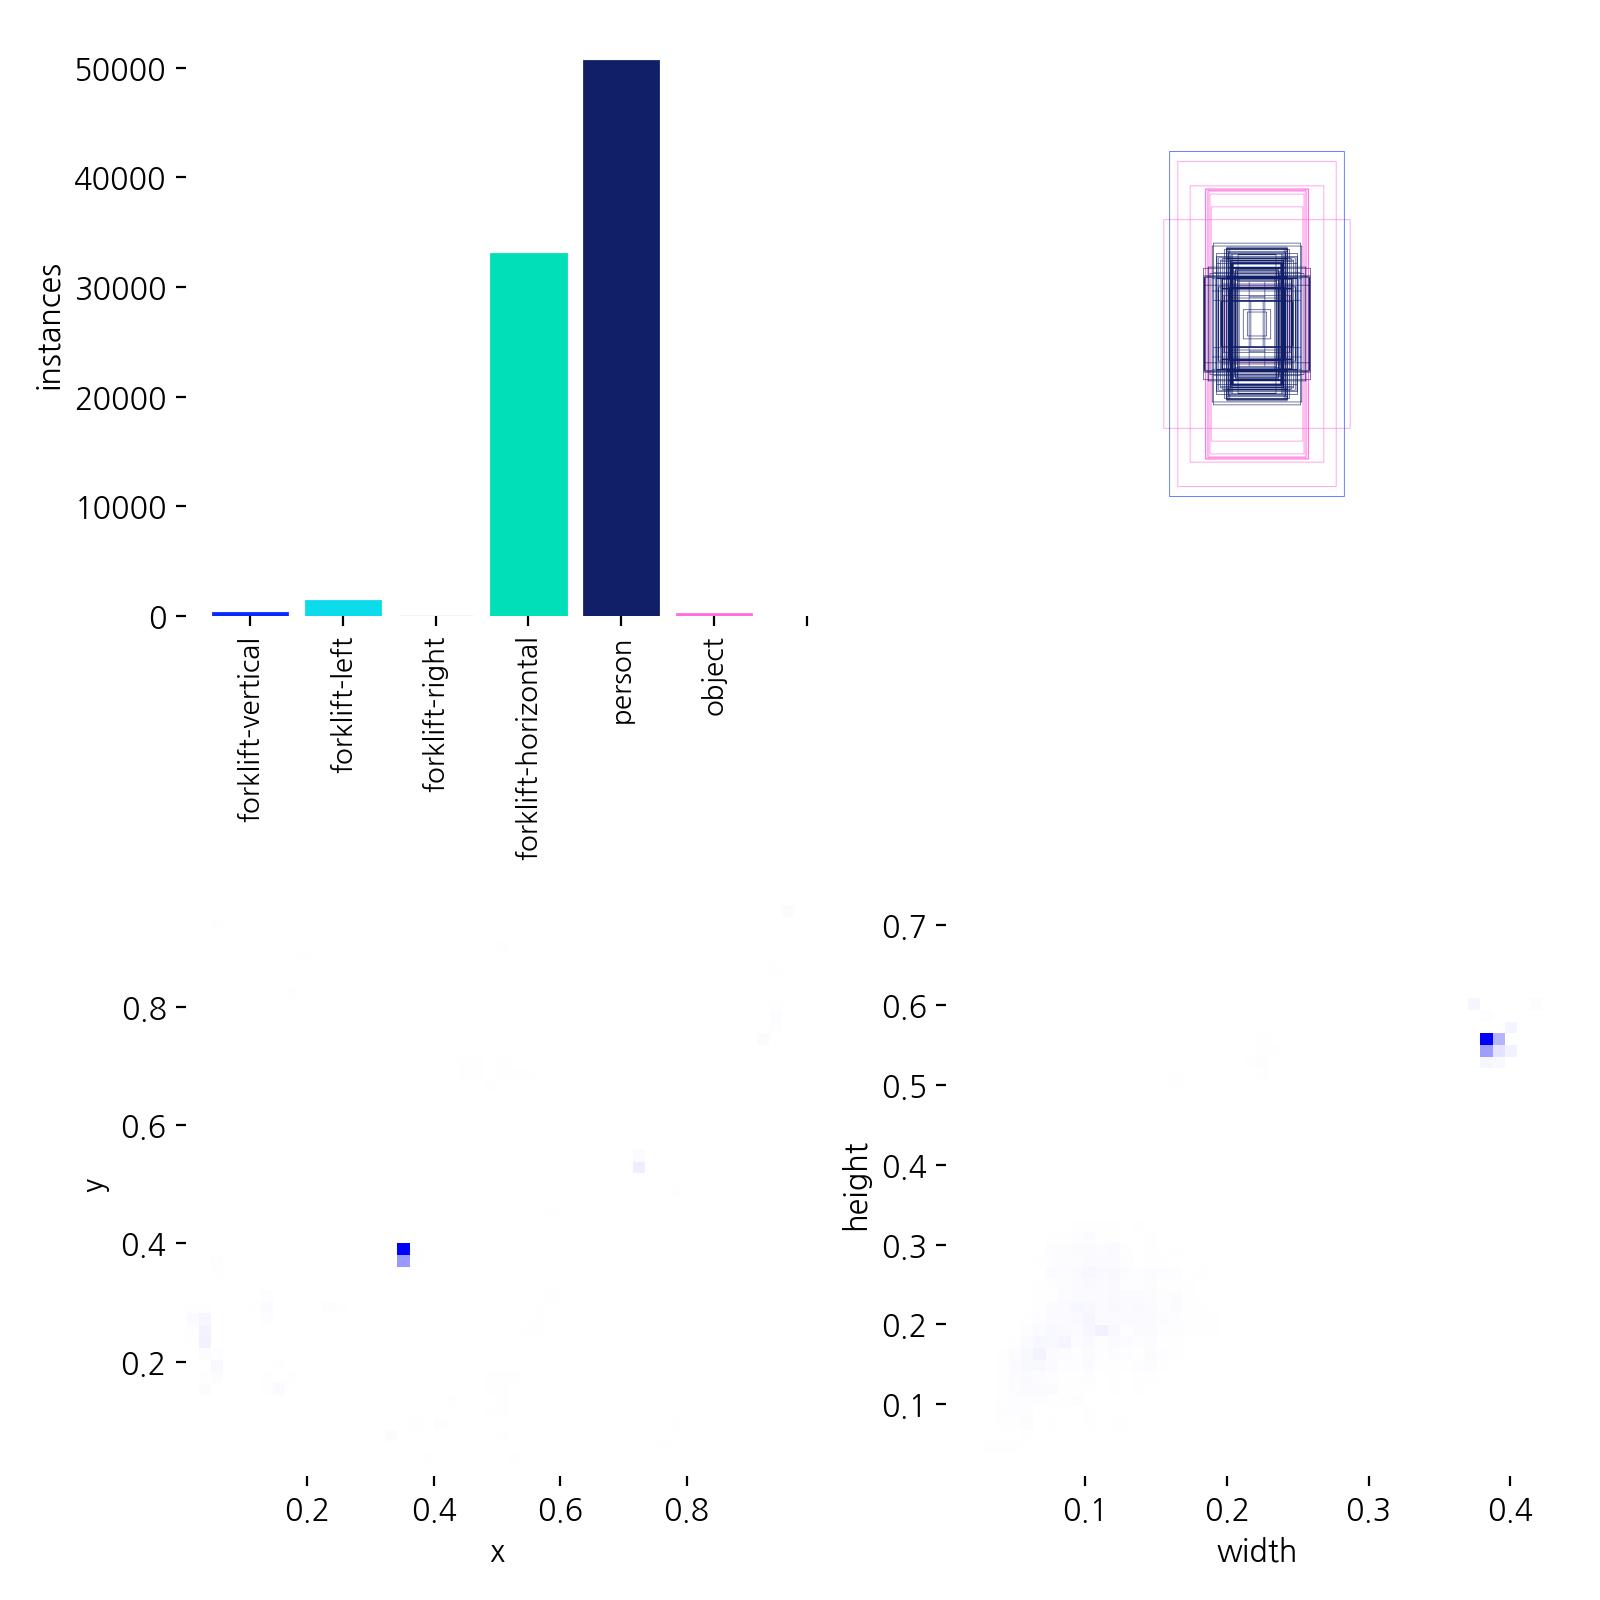 50000
40000
30000
20000
10000
0
instances
forklift-vertical
forklift-left
forklift-right
forklift-horizontal
person
object
0.8
0.6
0.4
0.2
y
0.2 0.4 0.6 0.8
x
0.7
0.6
0.5
0.4
0.3
0.2
0.1
height
0.1 0.2 0.3 0.4
width